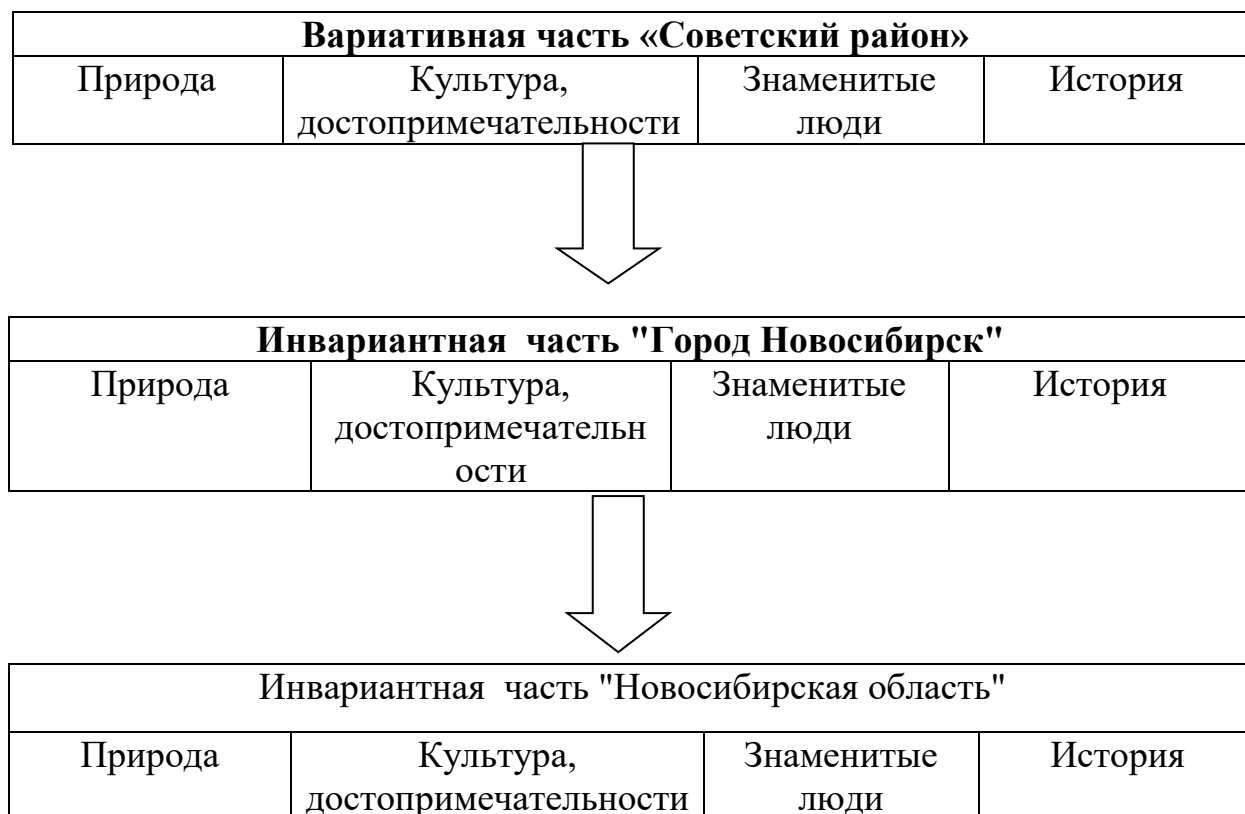 Вариативная часть «Советский район»
Природа Культура, Знаменитые История
достопримечательности люди
Инвариантная часть "Город Новосибирск"
Природа Культура, Знаменитые История
достопримечательн люди
ости
Инвариантная часть "Новосибирская область"
Природа Культура, Знаменитые История
достопримечательности люди